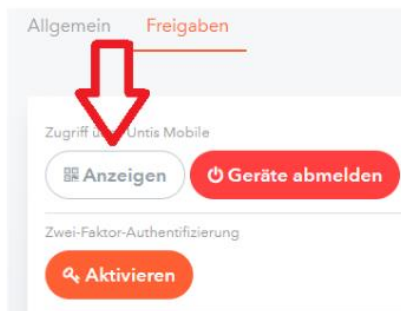 Allgemein Freigaben
Zugriff Untis Mobile
Anzeigen Geräte abmelden
Zwei-Faktor-Authentifizierung
Aktivieren